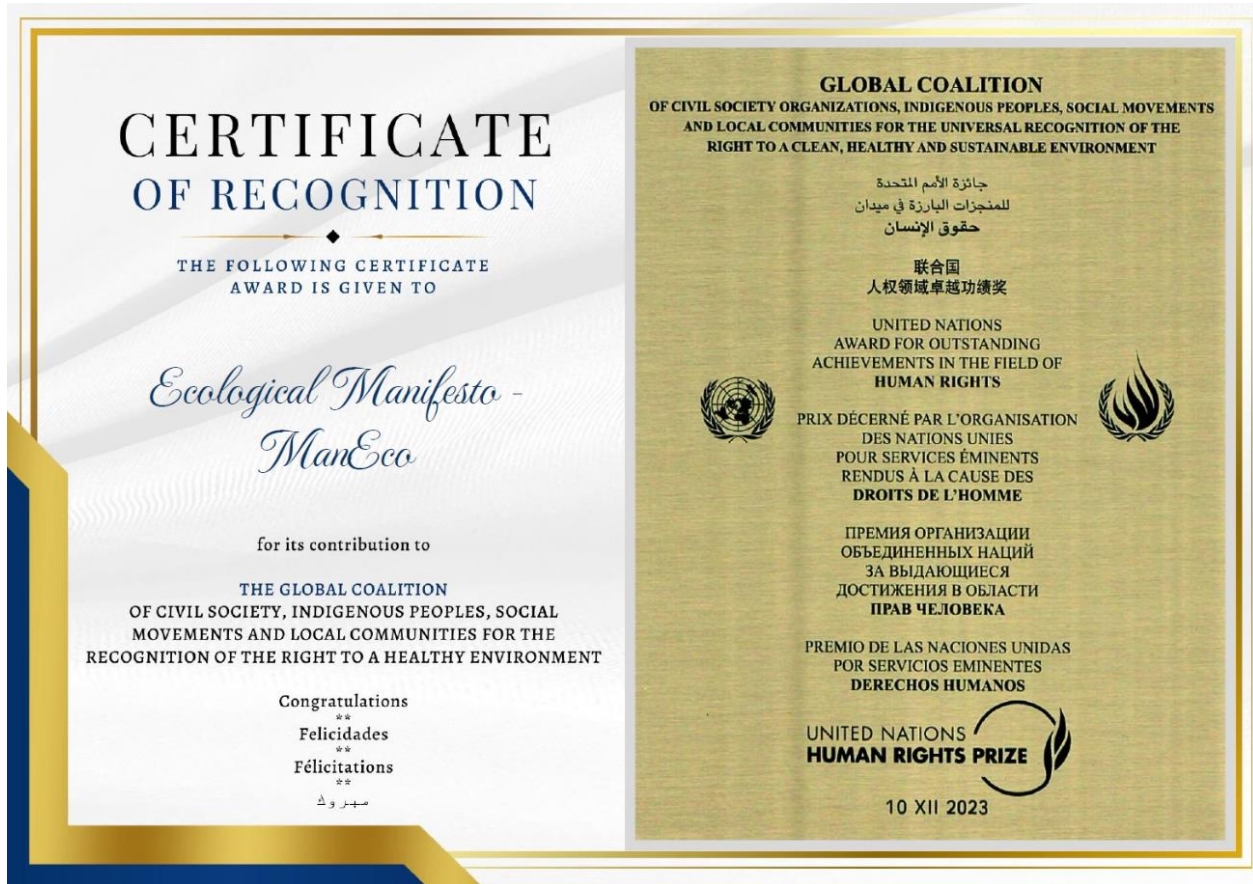 CERTIFICATE
OF RECOGNITION
THE FOLLOWING CERTIFICATE
AWARD IS GIVEN TO
Ecological Manifesto -
ManEco
for its contribution to
THE GLOBAL COALITION
OF CIVIL SOCIETY, INDIGENOUS PEOPLES, SOCIAL
MOVEMENTS AND LOCAL COMMUNITIES FOR THE
RECOGNITION OF THE RIGHT TO A HEALTHY ENVIRONMENT
Congratulations
**
Felicidades
**
Félicitations
**
مبروك
GLOBAL COALITION
OF CIVIL SOCIETY ORGANIZATIONS, INDIGENOUS PEOPLES, SOCIAL MOVEMENTS
AND LOCAL COMMUNITIES FOR THE UNIVERSAL RECOGNITION OF THE
RIGHT TO A CLEAN, HEALTHY AND SUSTAINABLE ENVIRONMENT
جائزة الأمم المتحدة
للمنجزات البارزة في ميدان
حقوق الإنسان
联合国
人权领域卓越功绩奖
UNITED NATIONS
AWARD FOR OUTSTANDING
ACHIEVEMENTS IN THE FIELD OF
HUMAN RIGHTS
PRIX DÉCERNÉ PAR L'ORGANISATION
DES NATIONS UNIES
POUR SERVICES ÉMINENTS
RENDUS À LA CAUSE DES
DROITS DE L'HOMME
ПРЕМИЯ ОРГАНИЗАЦИИ
ОБЪЕДИНЕННЫХ НАЦИЙ
ЗА ВЫДАЮЩИЕСЯ
ДОСТИЖЕНИЯ В ОБЛАСТИ
ПРАВ ЧЕЛОВЕКА
PREMIO DE LAS NACIONES UNIDAS
POR SERVICIOS EMINENTES
DERECHOS HUMANOS
UNITED NATIONS
HUMAN RIGHTS PRIZE
10 XII 2023